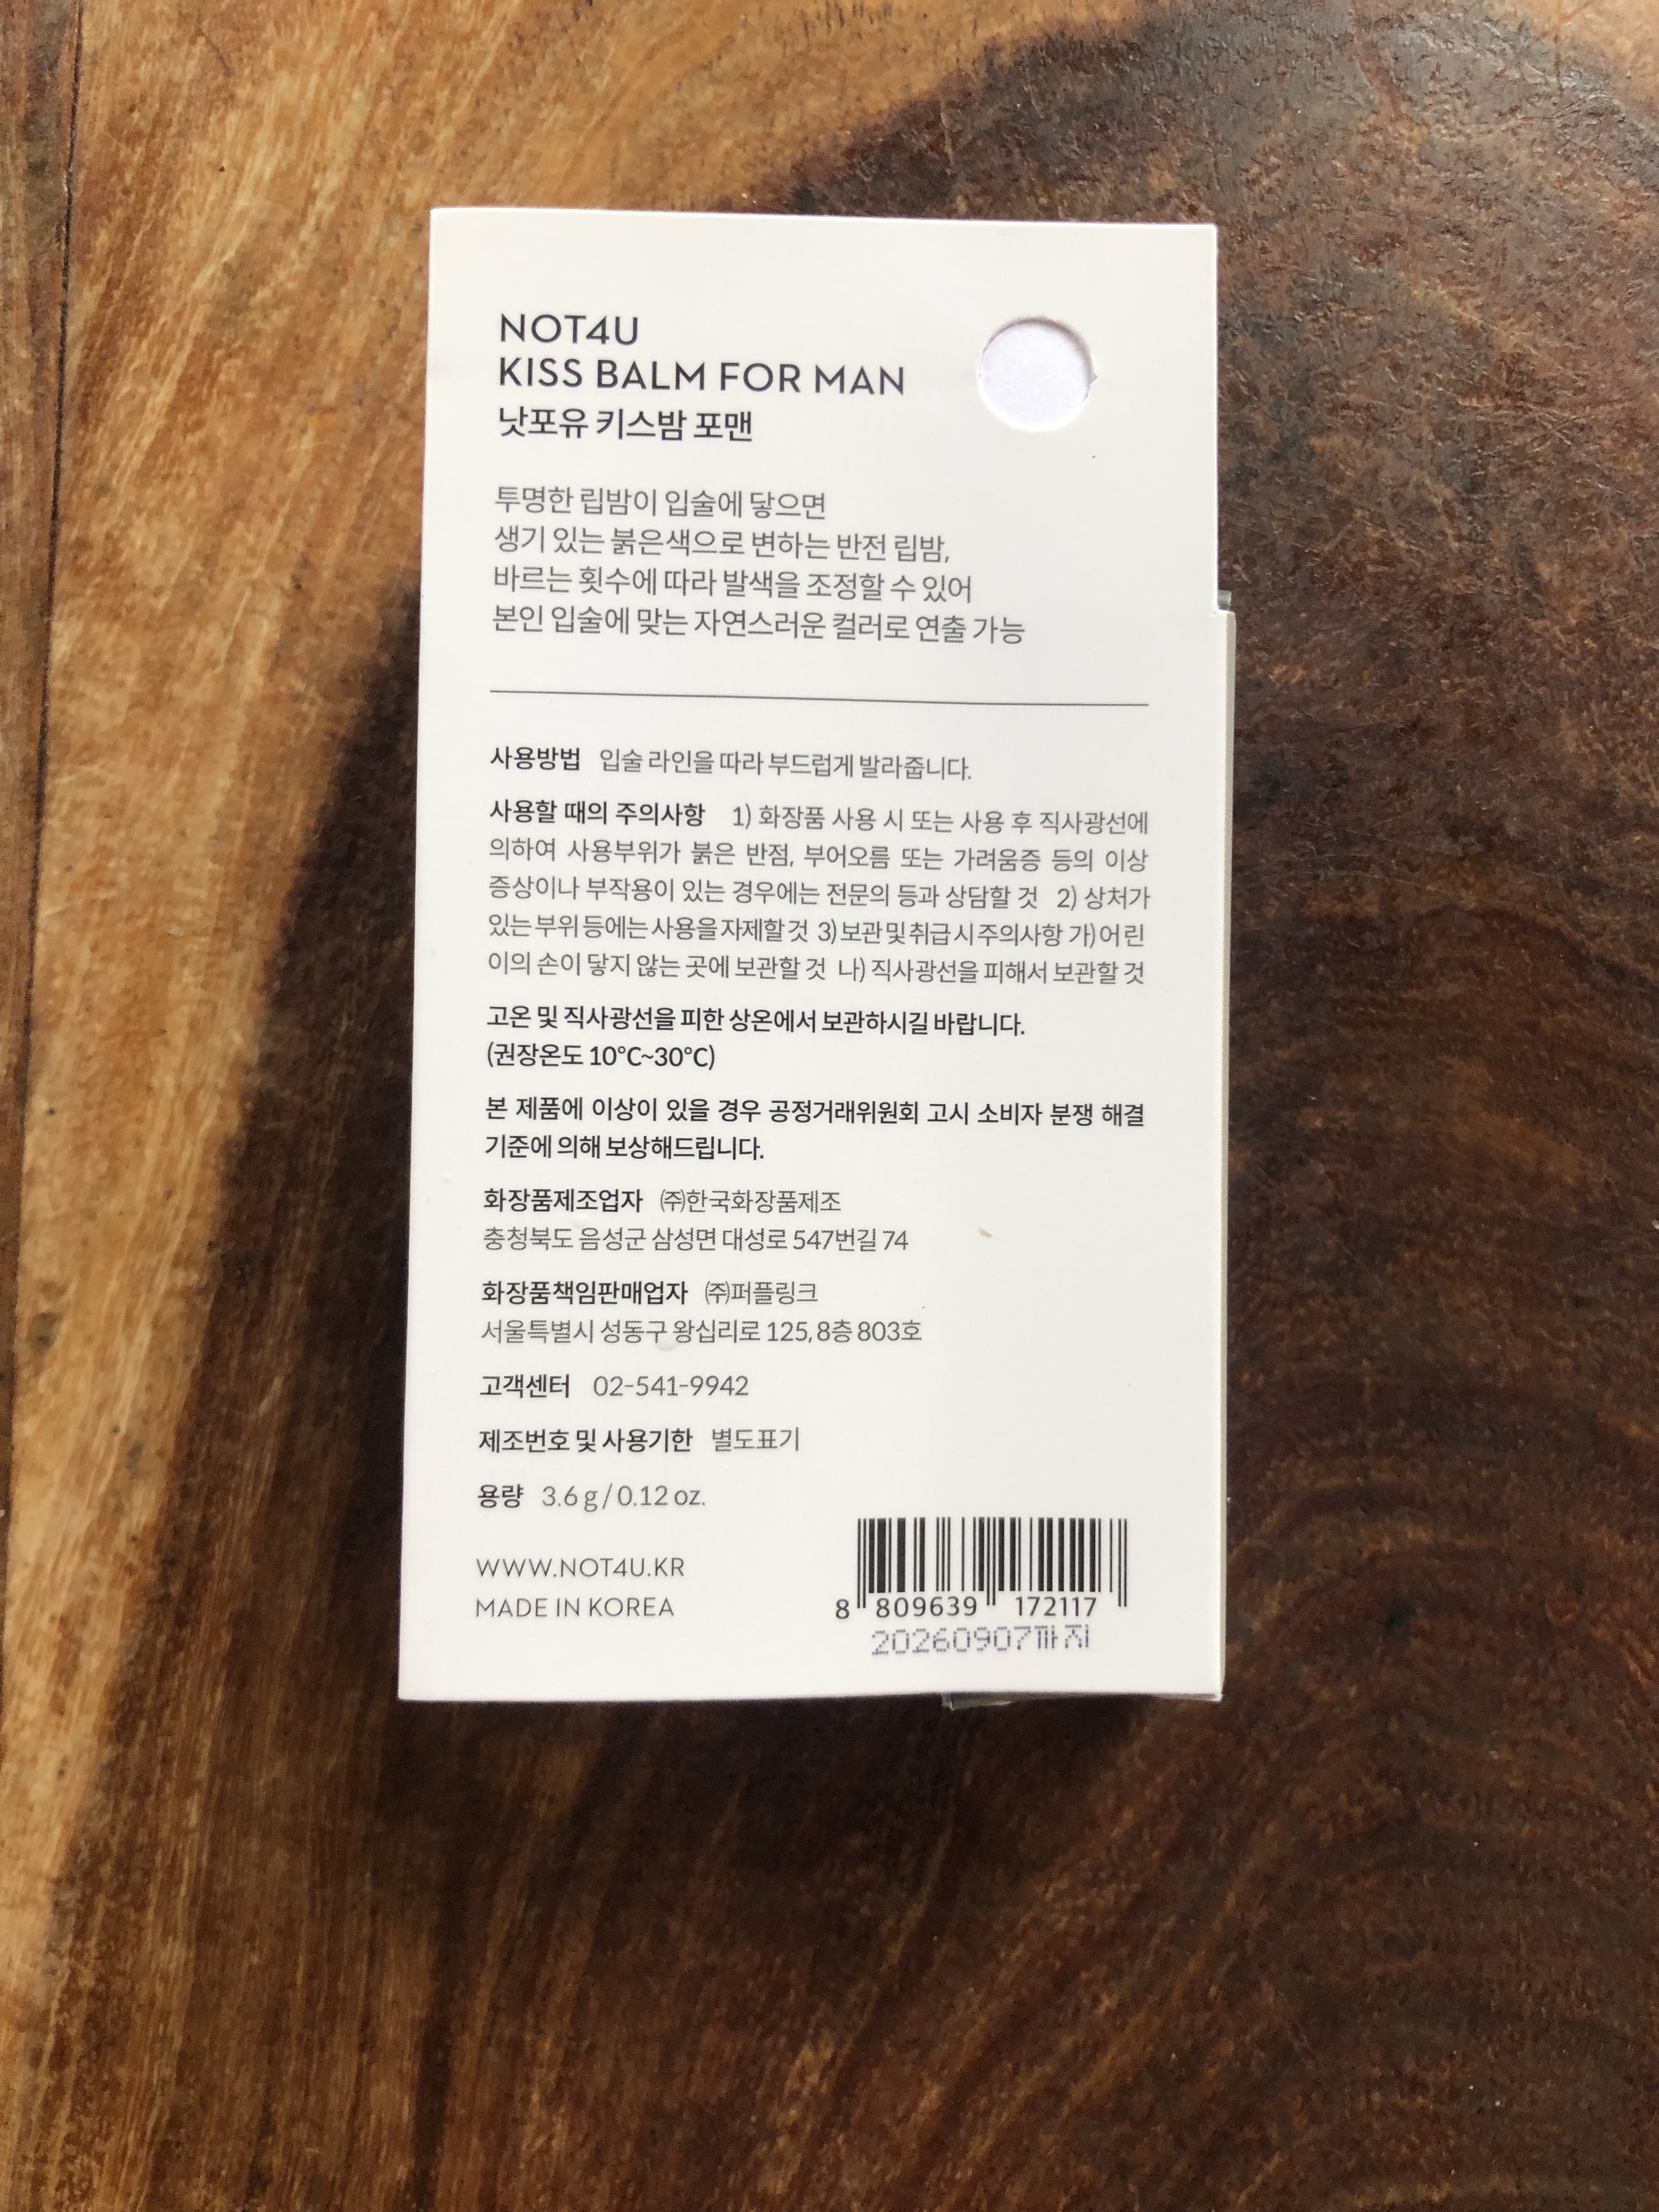 NOT4U
KISS BALM FOR MAN
낫포유 키스밤 포맨
투명한 립밤이 입술에 닿으면
생기 있는 붉은색으로 변하는 반전 립밤,
바르는 횟수에 따라 발색을 조정할 수 있어
본인 입술에 맞는 자연스러운 컬러로 연출 가능
사용방법 입술 라인을 따라 부드럽게 발라줍니다.
사용할 때의 주의사항 1) 화장품 사용 시 또는 사용 후 직사광선에
의하여 사용부위가 붉은 반점, 부어오름 또는 가려움증 등의 이상
증상이나 부작용이 있는 경우에는 전문의 등과 상담할 것 2) 상처가
있는 부위 등에는 사용을 자제할 것 3) 보관 및 취급 시 주의사항 가) 어린
이의 손이 닿지 않는 곳에 보관할 것 나) 직사광선을 피해서 보관할 것
고온 및 직사광선을 피한 상온에서 보관하시길 바랍니다.
(권장온도 10°C~30°C)
본 제품에 이상이 있을 경우 공정거래위원회 고시 소비자 분쟁 해결
기준에 의해 보상해드립니다.
화장품제조업자 ㈜한국화장품제조
충청북도 음성군 삼성면 대성로 547번길 74
화장품책임판매업자 ㈜퍼플링크
서울특별시 성동구 왕십리로 125, 8층 803호
고객센터 02-541-9942
제조번호 및 사용기한 별도표기
용량 3.6 g / 0.12 oz.
WWW.NOT4U.KR
MADE IN KOREA
8 809639 172117
20260907까지